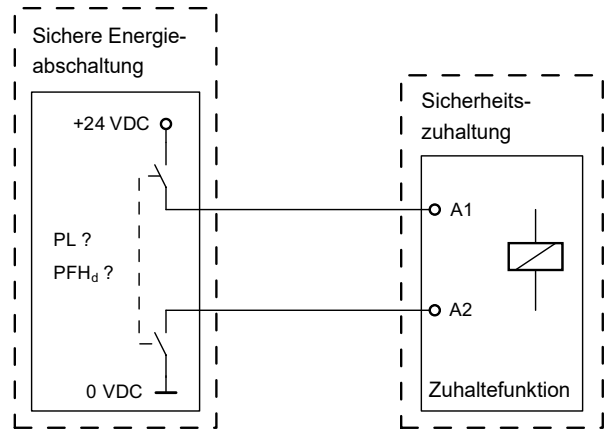 Sichere Energie-
abschaltung
+24 VDC
PL ?
PFHd ?
0 VDC
Sicherheits-
zuhaltung
A1
A2
Zuhaltefunktion